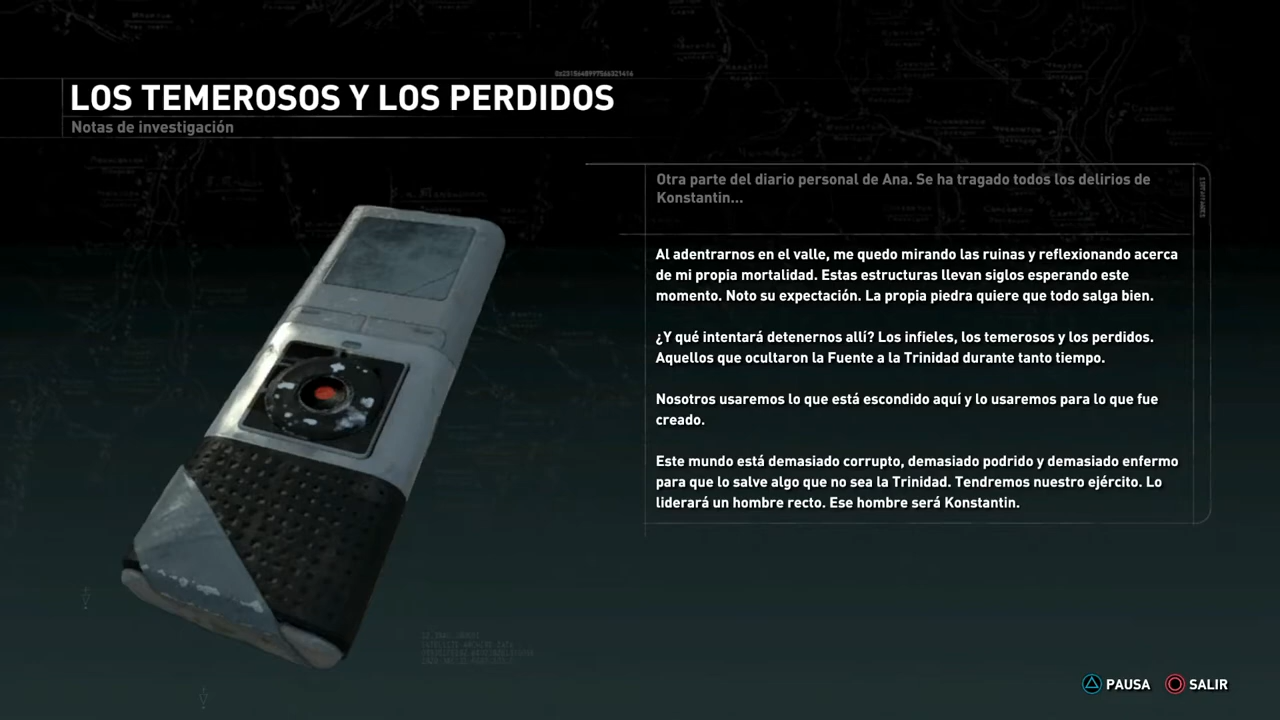 LOS TEMEROSOS Y LOS PERDIDOS
Notas de investigación
Otra parte del diario personal de Ana. Se ha tragado todos los delirios de
Konstantin...
Al adentrarnos en el valle, me quedo mirando las ruinas y reflexionando acerca
de mi propia mortalidad. Estas estructuras llevan siglos esperando este
momento. Noto su expectación. La propia piedra quiere que todo salga bien.
¿Y qué intentará detenernos allí? Los infieles, los temerosos y los perdidos.
Aquellos que ocultaron la Fuente a la Trinidad durante tanto tiempo.
Nosotros usaremos lo que está escondido aquí y lo usaremos para lo que fue
creado.
Este mundo está demasiado corrupto, demasiado podrido y demasiado enfermo
para que lo salve algo que no sea la Trinidad. Tendremos nuestro ejército. Lo
liderará un hombre recto. Ese hombre será Konstantin.
PAUSA SALIR